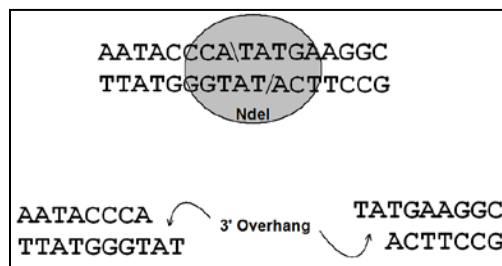 AATACCCA\TATGAAGGC
TTATGGGTAT/ACTTCCG
NdeI
AATACCCA
TTATGGGTAT
3' Overhang
TATGAAGGC
ACTTCCG